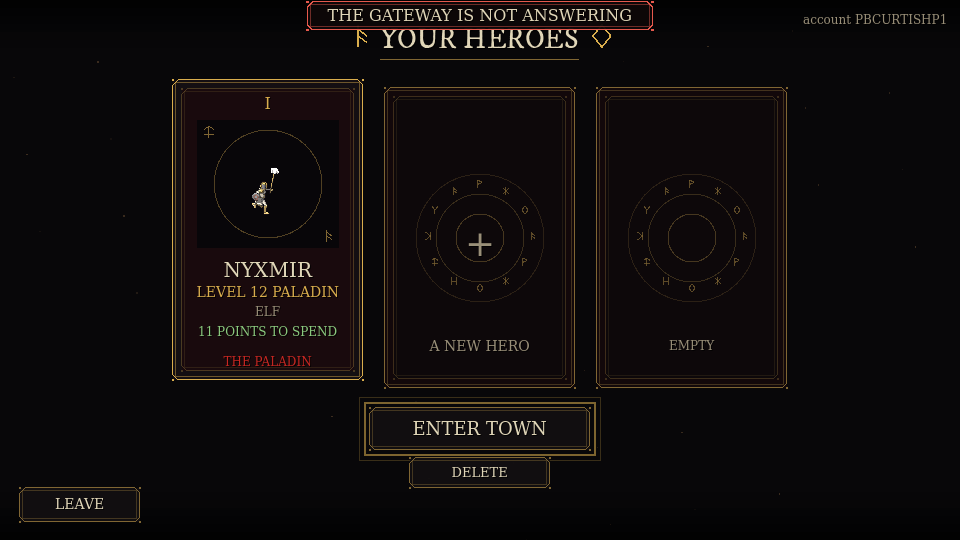 THE GATEWAY IS NOT ANSWERING
account PBCURTISHP1
YOUR HEROES
I
NYXMIR
LEVEL 12 PALADIN
ELF
11 POINTS TO SPEND
THE PALADIN
A NEW HERO
EMPTY
ENTER TOWN
DELETE
LEAVE